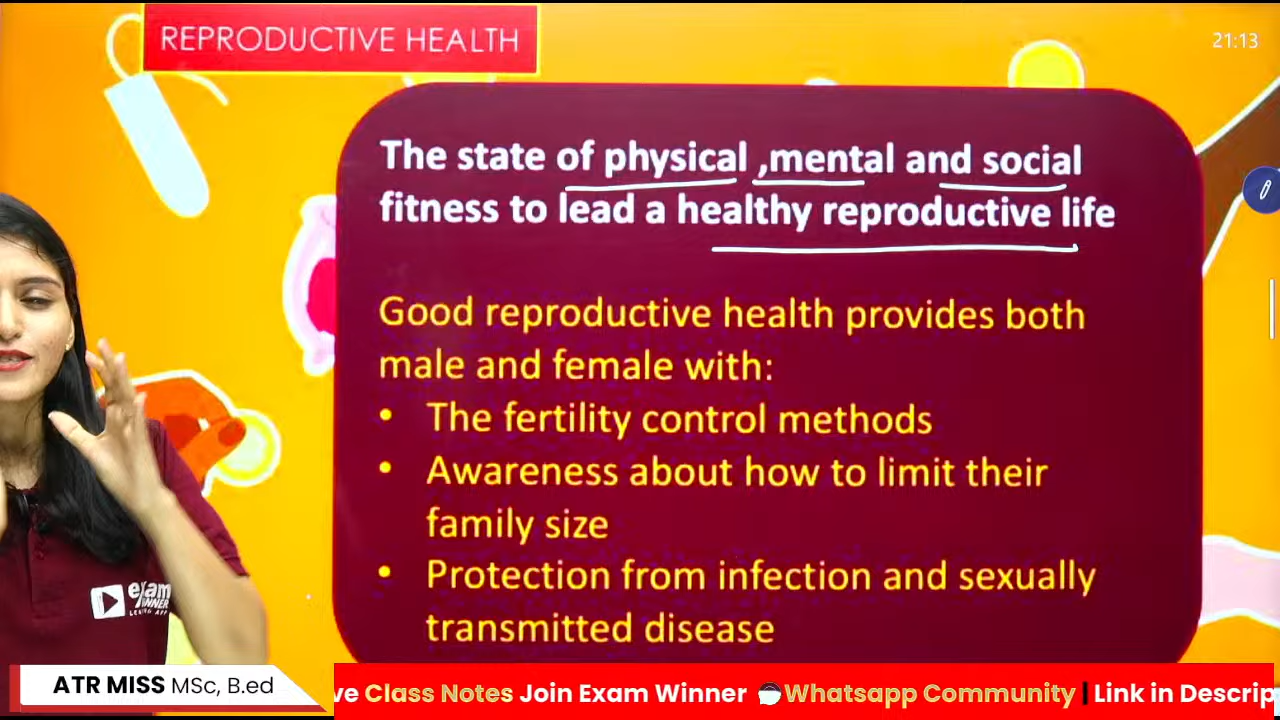 REPRODUCTIVE HEALTH
21:13
The state of physical ,mental and social
fitness to lead a healthy reproductive life
Good reproductive health provides both
male and female with:
• The fertility control methods
• Awareness about how to limit their
family size
• Protection from infection and sexually
transmitted disease
exam
WINNER
ATR MISS MSc, B.ed
ve Class Notes Join Exam Winner Whatsapp Community | Link in Descrip